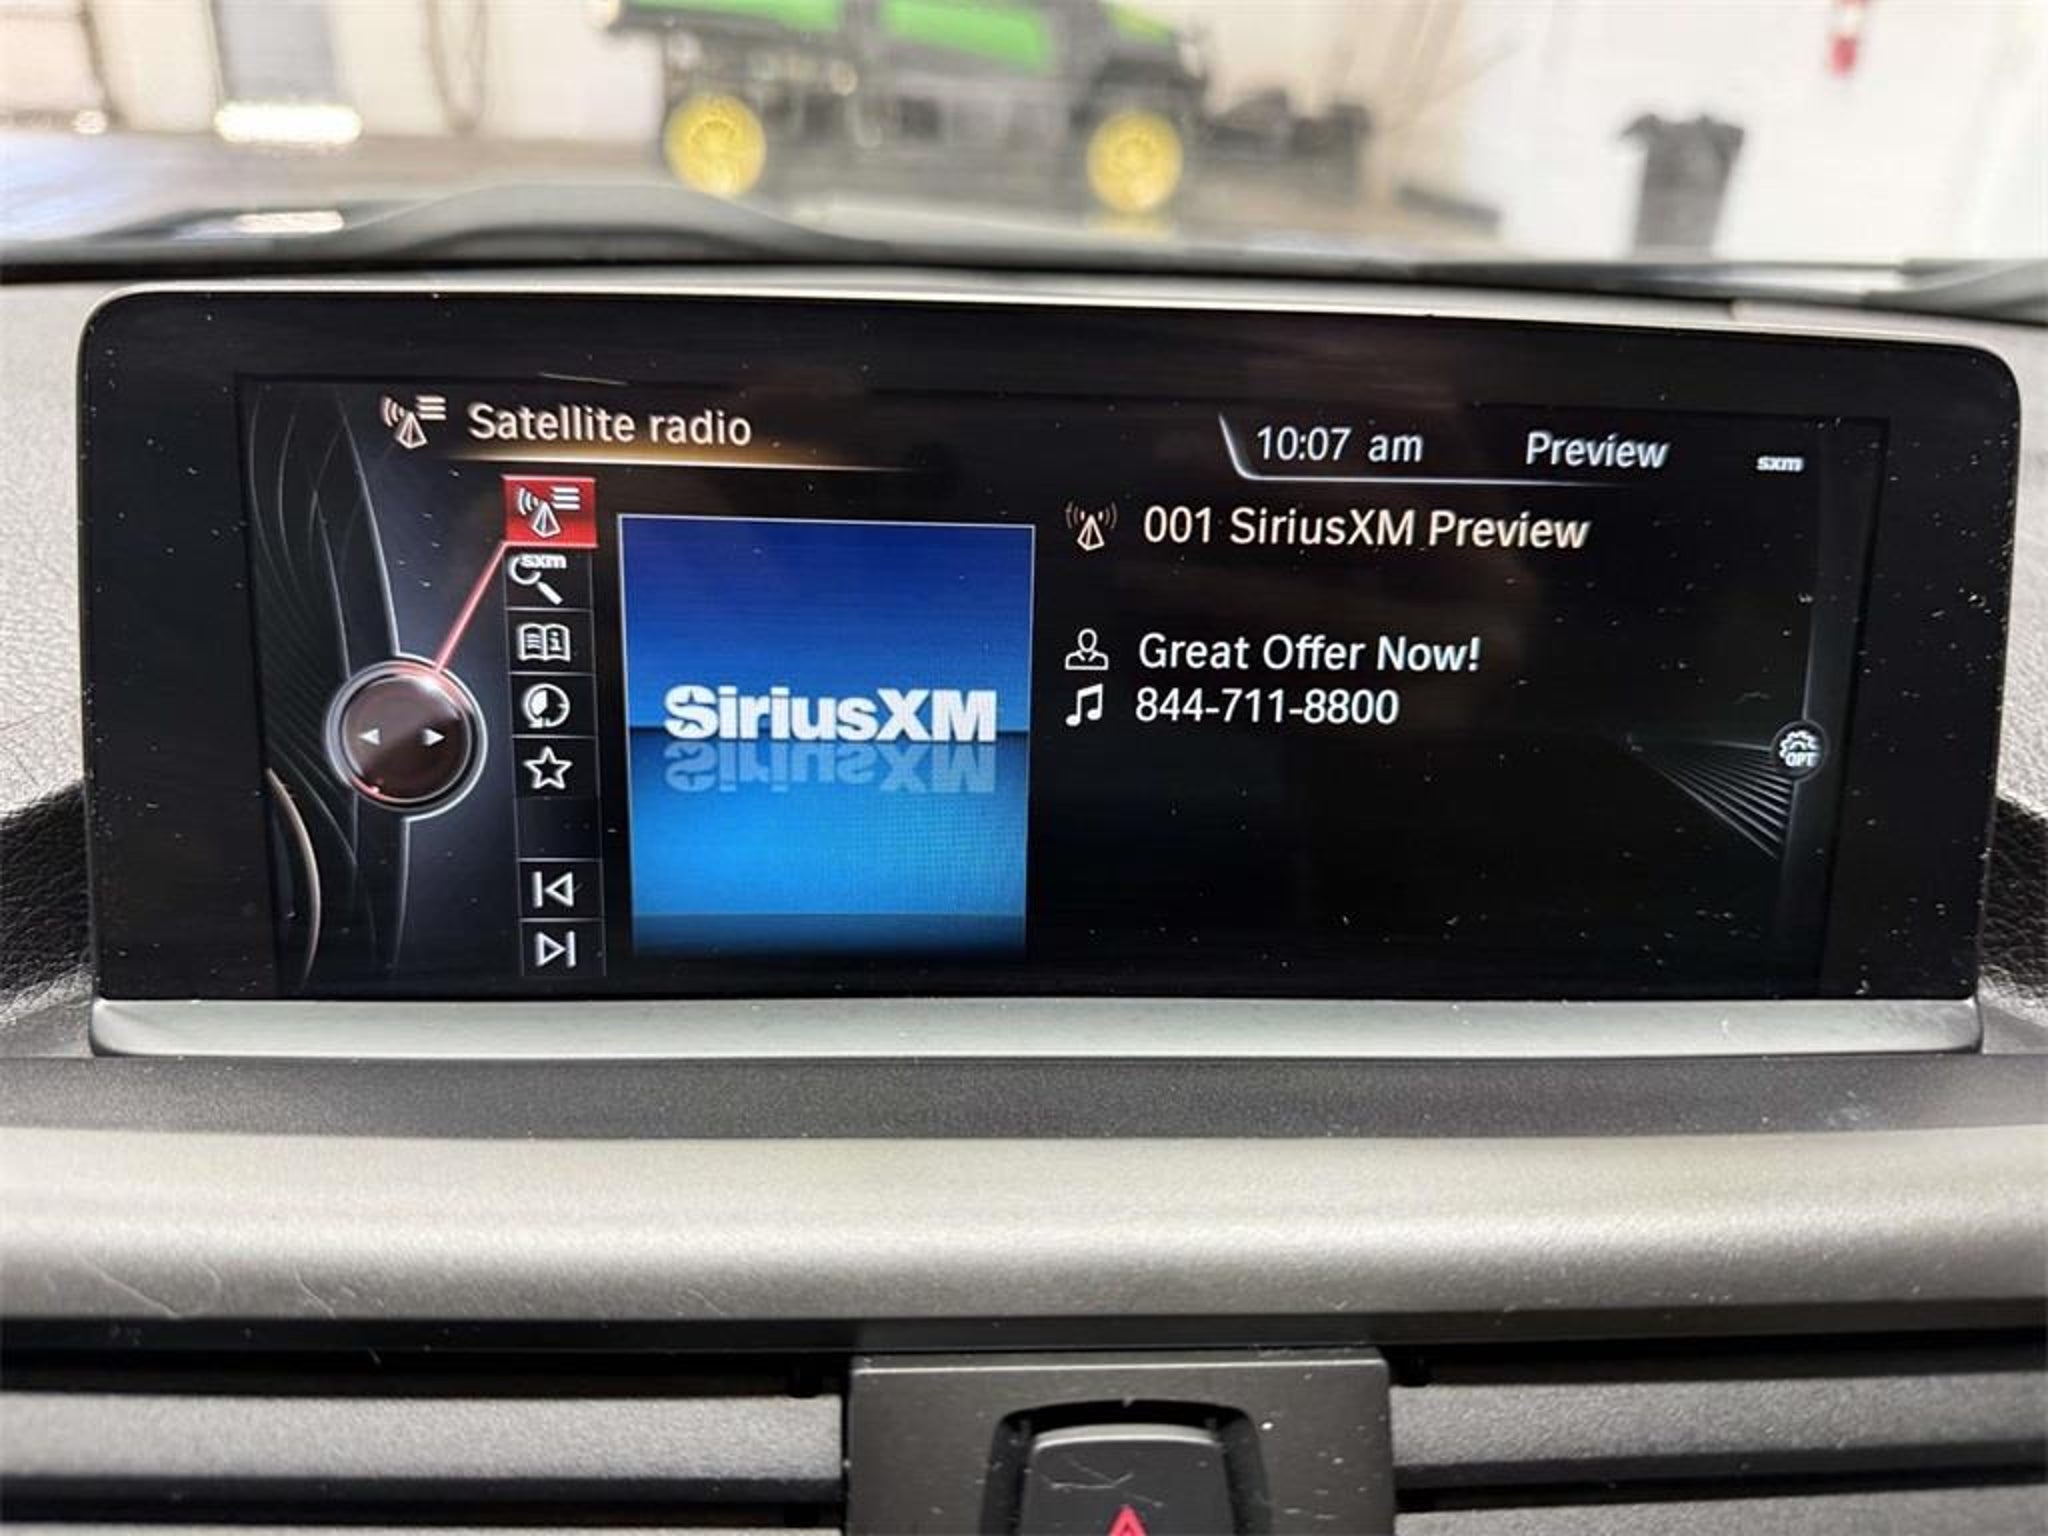 Satellite radio
10:07 am
Preview
sxm
sxm
SiriusXM
001 SiriusXM Preview
Great Offer Now!
844-711-8800
OPT